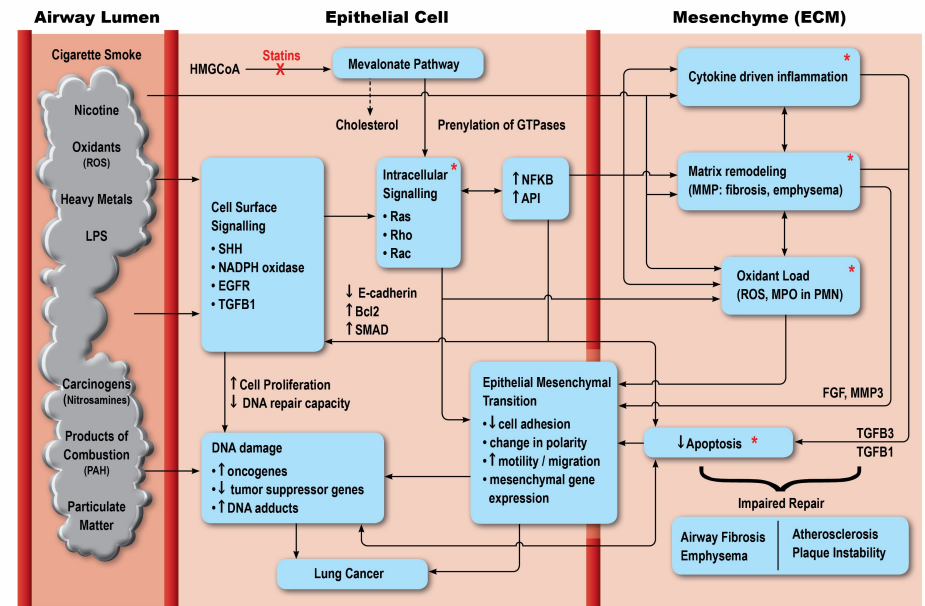 Airway Lumen
Epithelial Cell
Mesenchyme (ECM)
Cigarette Smoke
Nicotine
Oxidants
(ROS)
Heavy Metals
LPS
Carcinogens
(Nitrosamines)
Products of
Combustion
(PAH)
Particulate
Matter
HMGCoA
Statins
X
Mevalonate Pathway
Cholesterol
Prenylation of GTPases
Cell Surface
Signalling
• SHH
• NADPH oxidase
• EGFR
• TGFB1
Intracellular *
Signalling
• Ras
• Rho
• Rac
↑ NFKB
↑ API
↓ E-cadherin
↑ Bcl2
↑ SMAD
↑ Cell Proliferation
↓ DNA repair capacity
DNA damage
• ↑ oncogenes
• ↓ tumor suppressor genes
• ↑ DNA adducts
Lung Cancer
Epithelial Mesenchymal
Transition
• ↓ cell adhesion
• change in polarity
• ↑ motility / migration
• mesenchymal gene
expression
*
Cytokine driven inflammation
*
Matrix remodeling
(MMP: fibrosis, emphysema)
*
Oxidant Load
(ROS, MPO in PMN)
FGF, MMP3
TGFB3
TGFB1
↓ Apoptosis *
Impaired Repair
Airway Fibrosis
Emphysema
Atherosclerosis
Plaque Instability